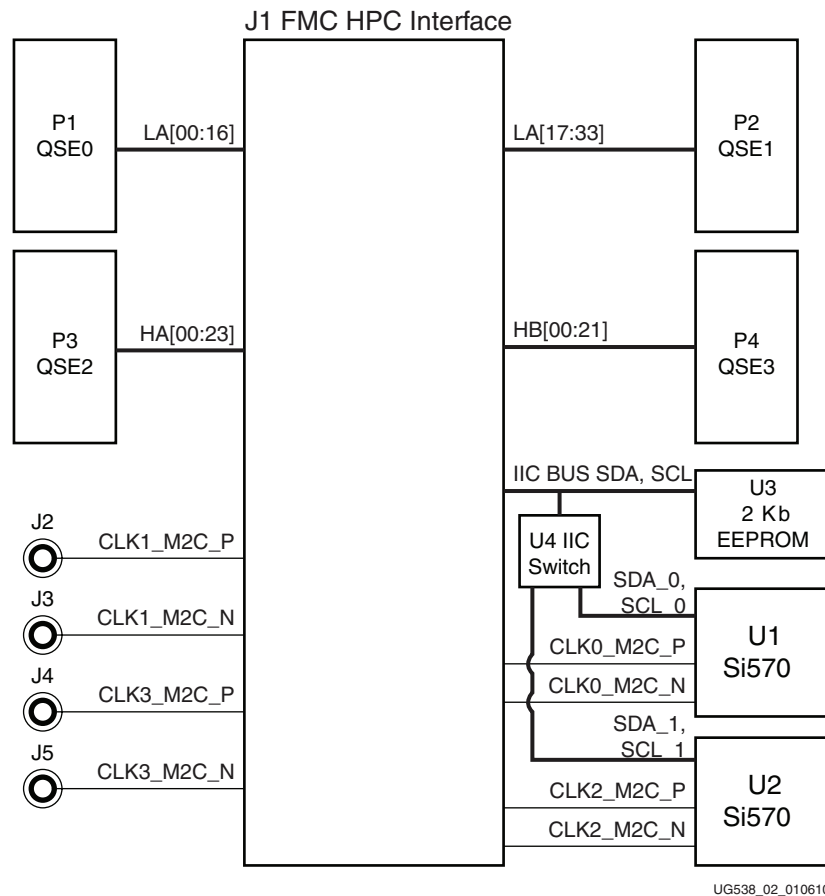 J1 FMC HPC Interface
P1
QSE0
LA[00:16]
LA[17:33]
P2
QSE1
P3
QSE2
HA[00:23]
HB[00:21]
P4
QSE3
IIC BUS SDA, SCL
U3
2 Kb
EEPROM
U4 IIC
Switch
J2
CLK1_M2C_P
SDA_0,
SCL_0
J3
CLK1_M2C_N
CLK0_M2C_P
U1
Si570
J4
CLK3_M2C_P
CLK0_M2C_N
SDA_1,
SCL_1
J5
CLK3_M2C_N
CLK2_M2C_P
U2
Si570
CLK2_M2C_N
UG538_02_010610